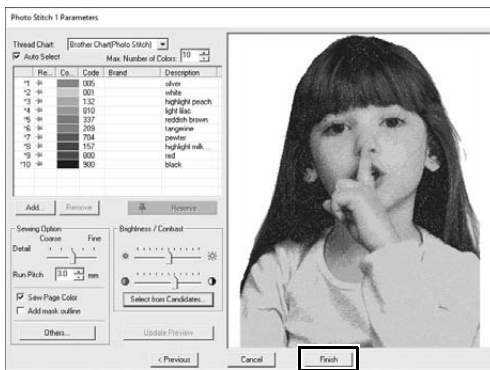 Photo Stitch 1 Parameters
Thread Chart: Brother Chart(Photo Stitch)
Auto Select Max. Number of Colors: 10
Re... Co... Code Brand Description
*1 005 silver
*2 001 white
*3 132 highlight peach
*4 810 light lilac
*5 337 reddish brown
*6 209 tangerine
*7 704 pewter
*8 157 highlight milk ...
*9 800 red
*10 900 black
Add... Remove Reserve
Sewing Option
Coarse Fine
Detail
Run Pitch 3.0 mm
Sew Page Color
Add mask outline
Others...
Brightness / Contrast
Select from Candidates...
Update Preview
< Previous Cancel Finish